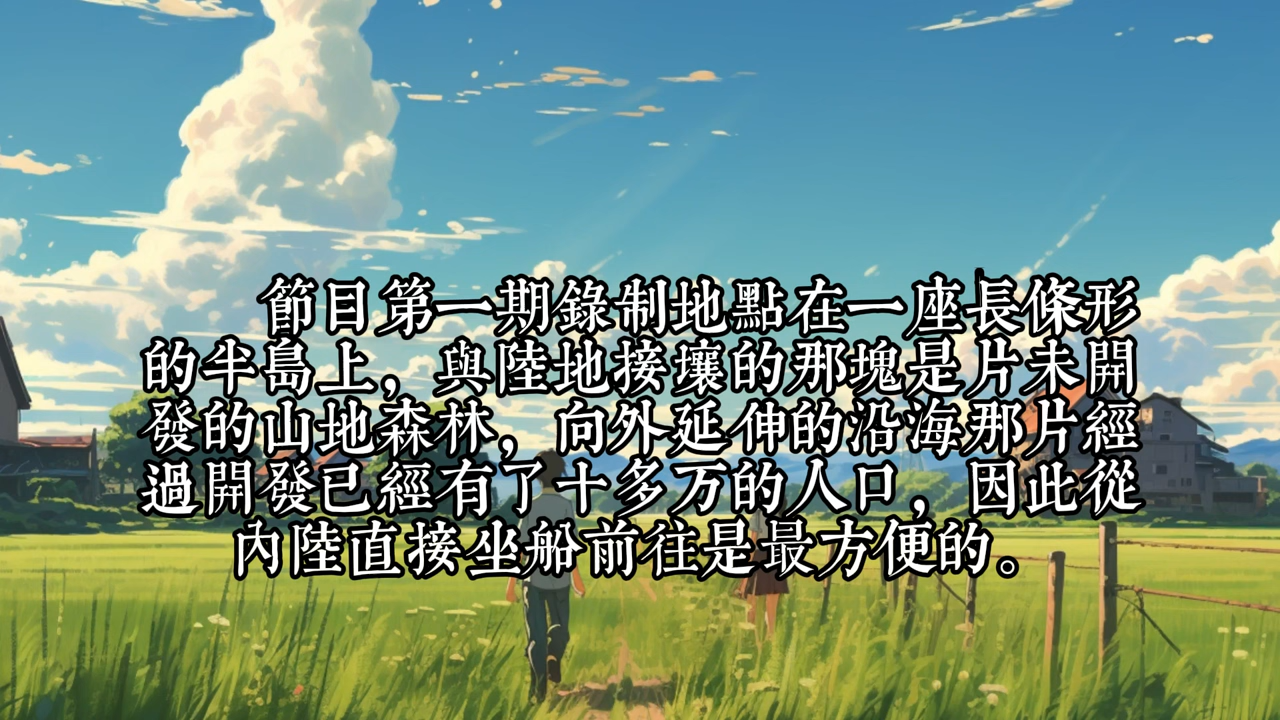 節目第一期錄制地點在一座長條形
的半島上，與陸地接壤的那塊是片未開
發的山地森林，向外延伸的沿海那片經
過開發已經有了十多万的人口，因此從
內陸直接坐船前往是最方便的。